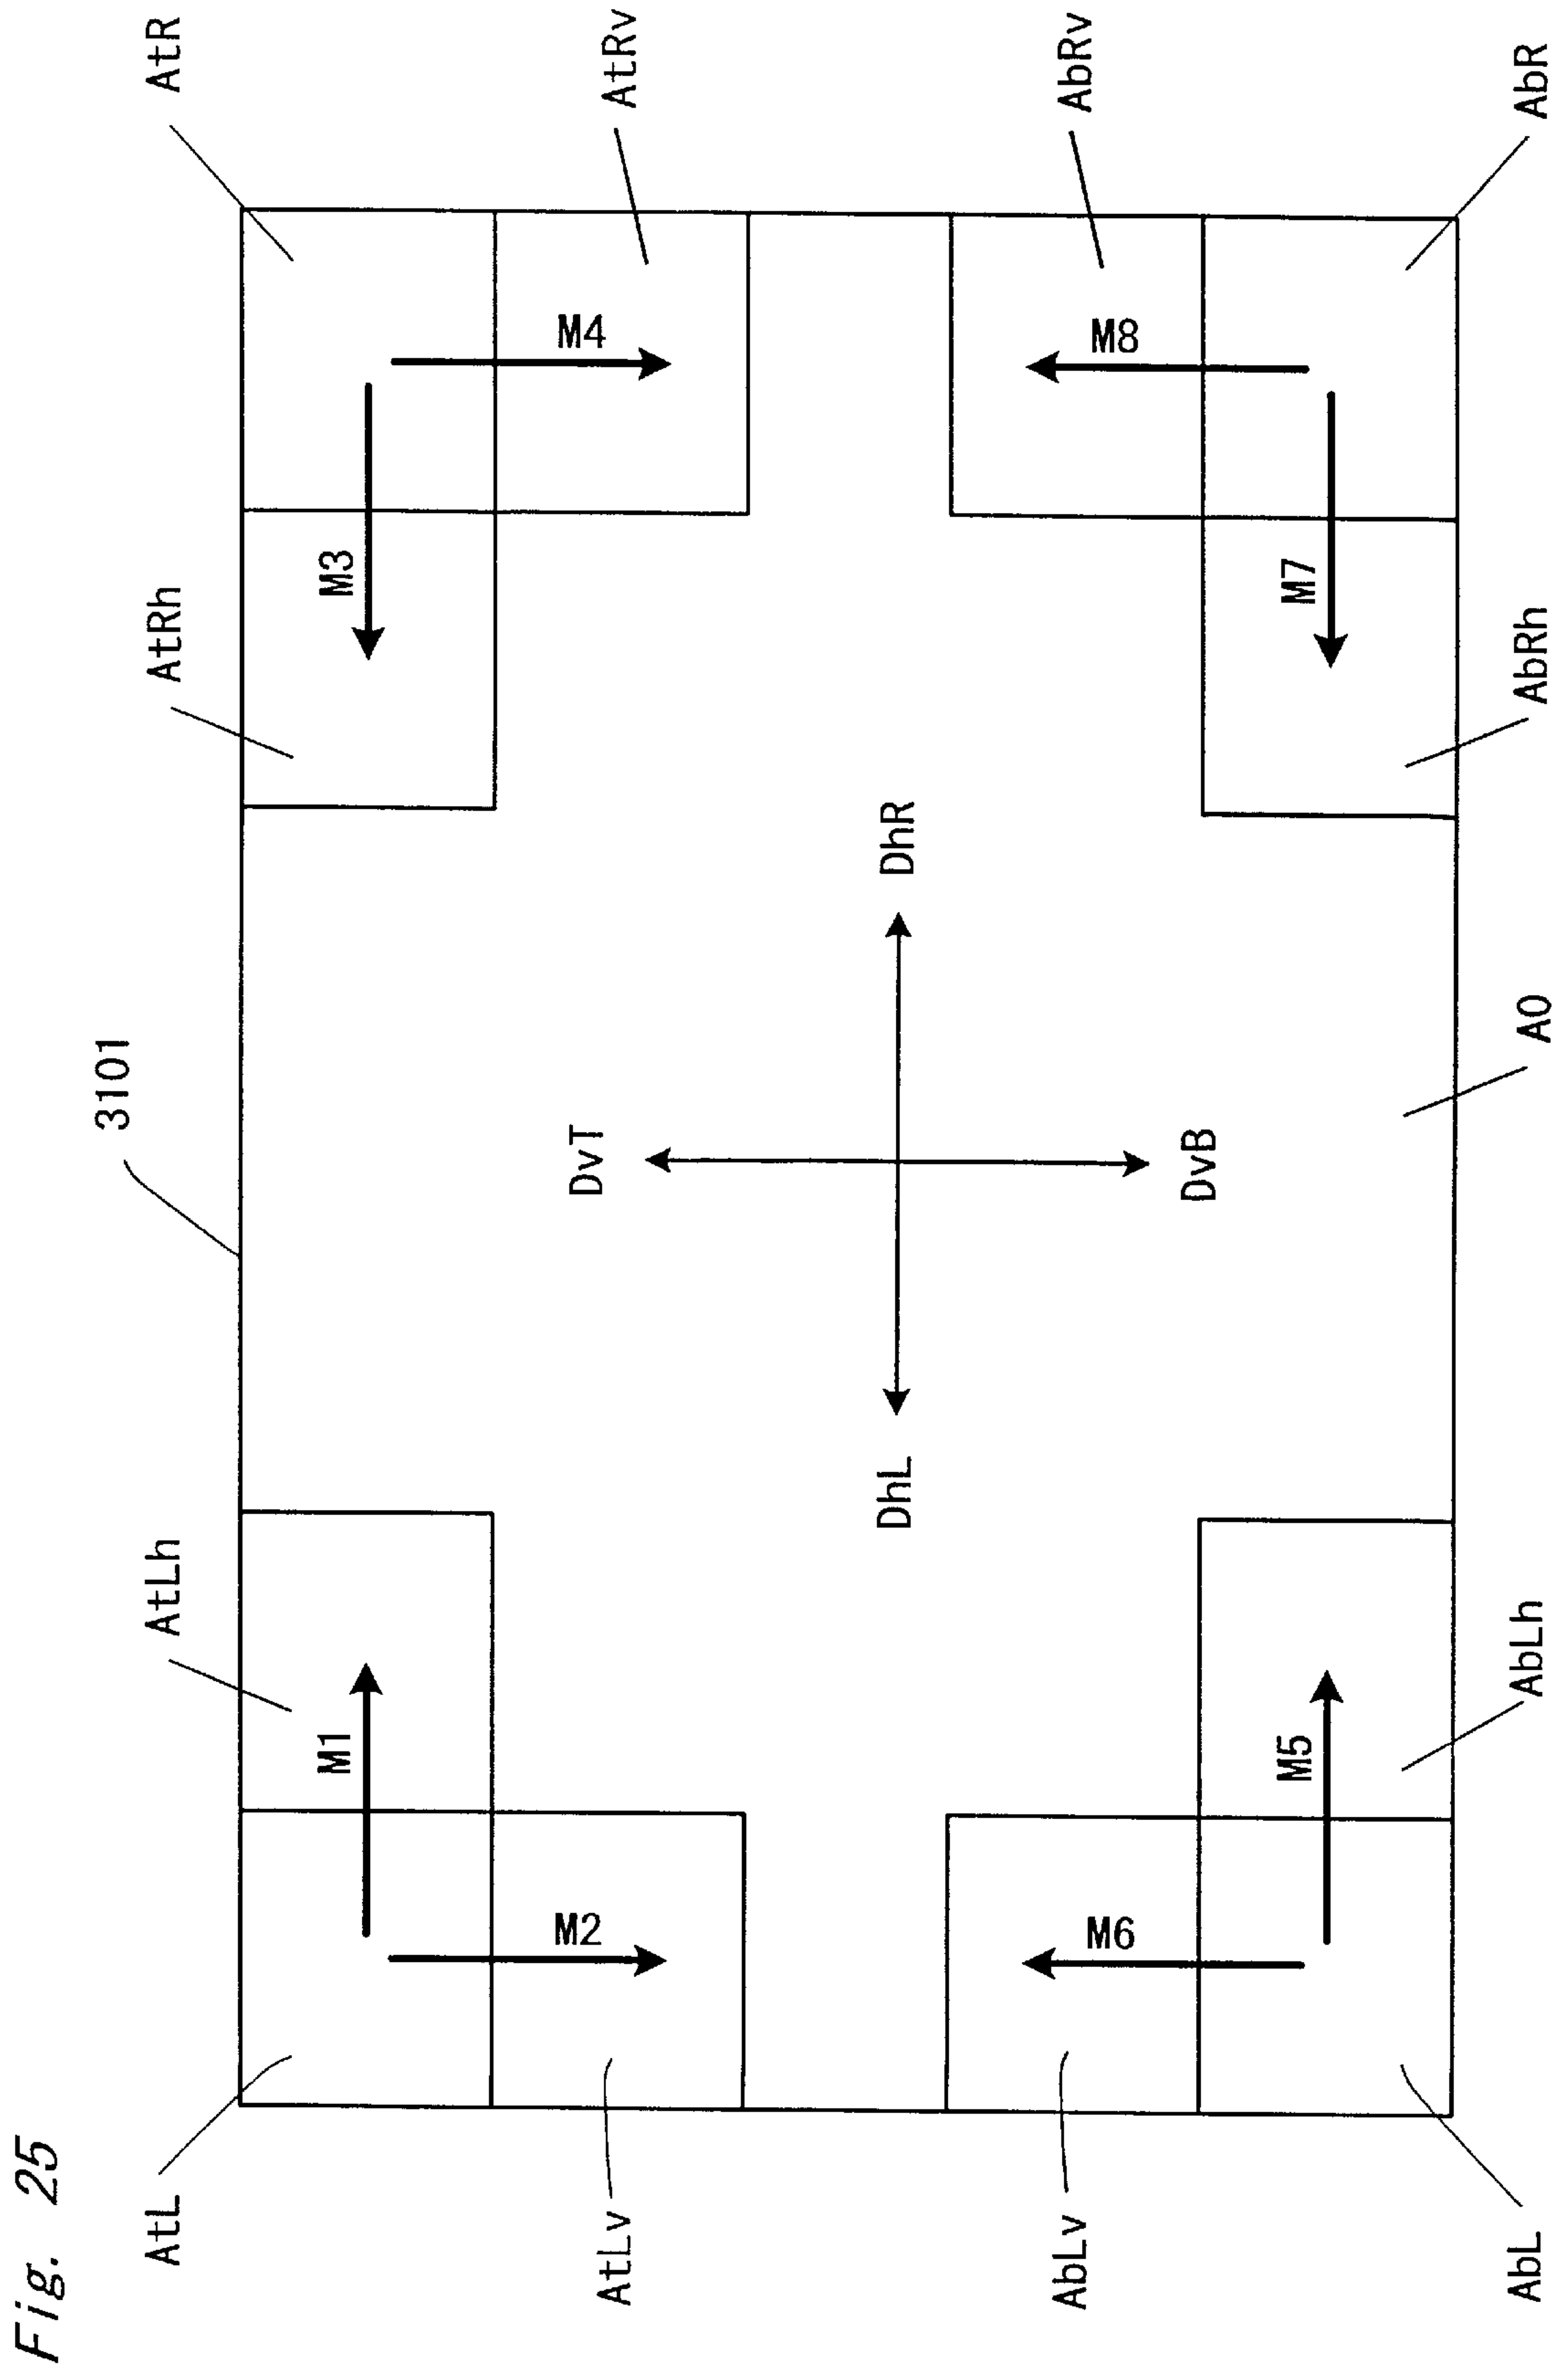 Fig. 25
3101
AtL
AtLh
AtRh
AtR
M1
M3
M2
M4
AtLv
DvT
AtRv
DhL
DhR
AbLv
DvB
AbRv
M6
M8
M5
M7
AbL
AbLh
A0
AbRh
AbR